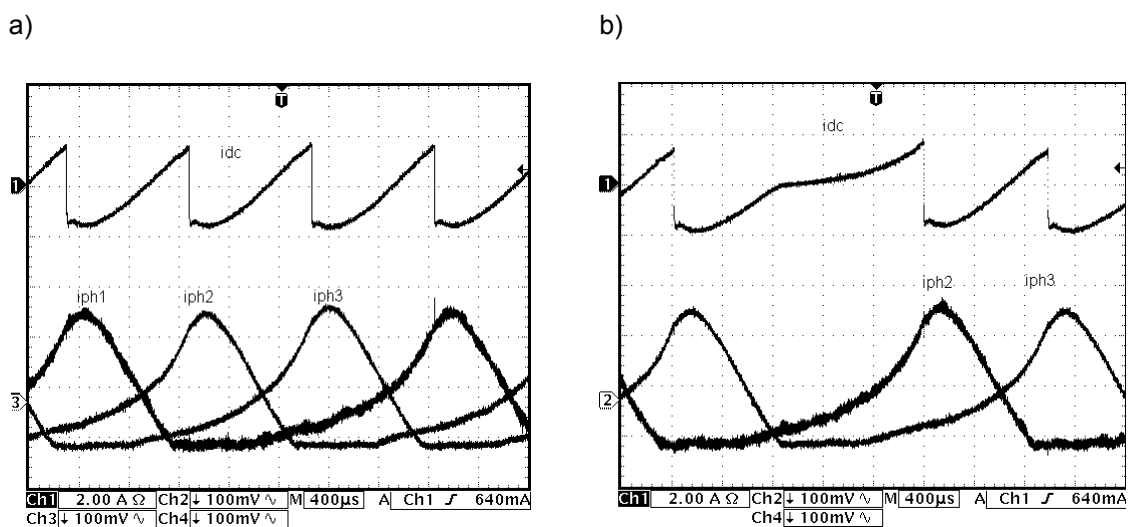 a)
T
1
idc
iph1 iph2 iph3
3
Ch1 2.00 A Ω Ch2 ↓ 100mV ∿ M 400µs A Ch1 ƒ 640mA
Ch3 ↓ 100mV ∿ Ch4 ↓ 100mV ∿
b)
T
idc
1
iph2 iph3
2
Ch1 2.00 A Ω Ch2 ↓ 100mV ∿ M 400µs A Ch1 ƒ 640mA
Ch4 ↓ 100mV ∿